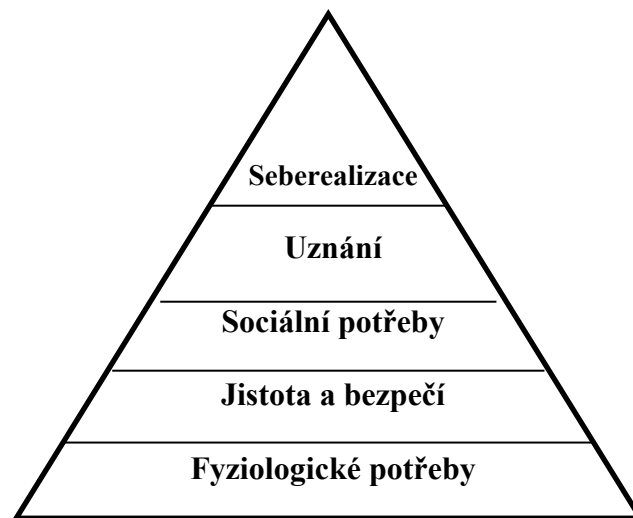 Seberealizace
Uznání
Sociální potřeby
Jistota a bezpečí
Fyziologické potřeby